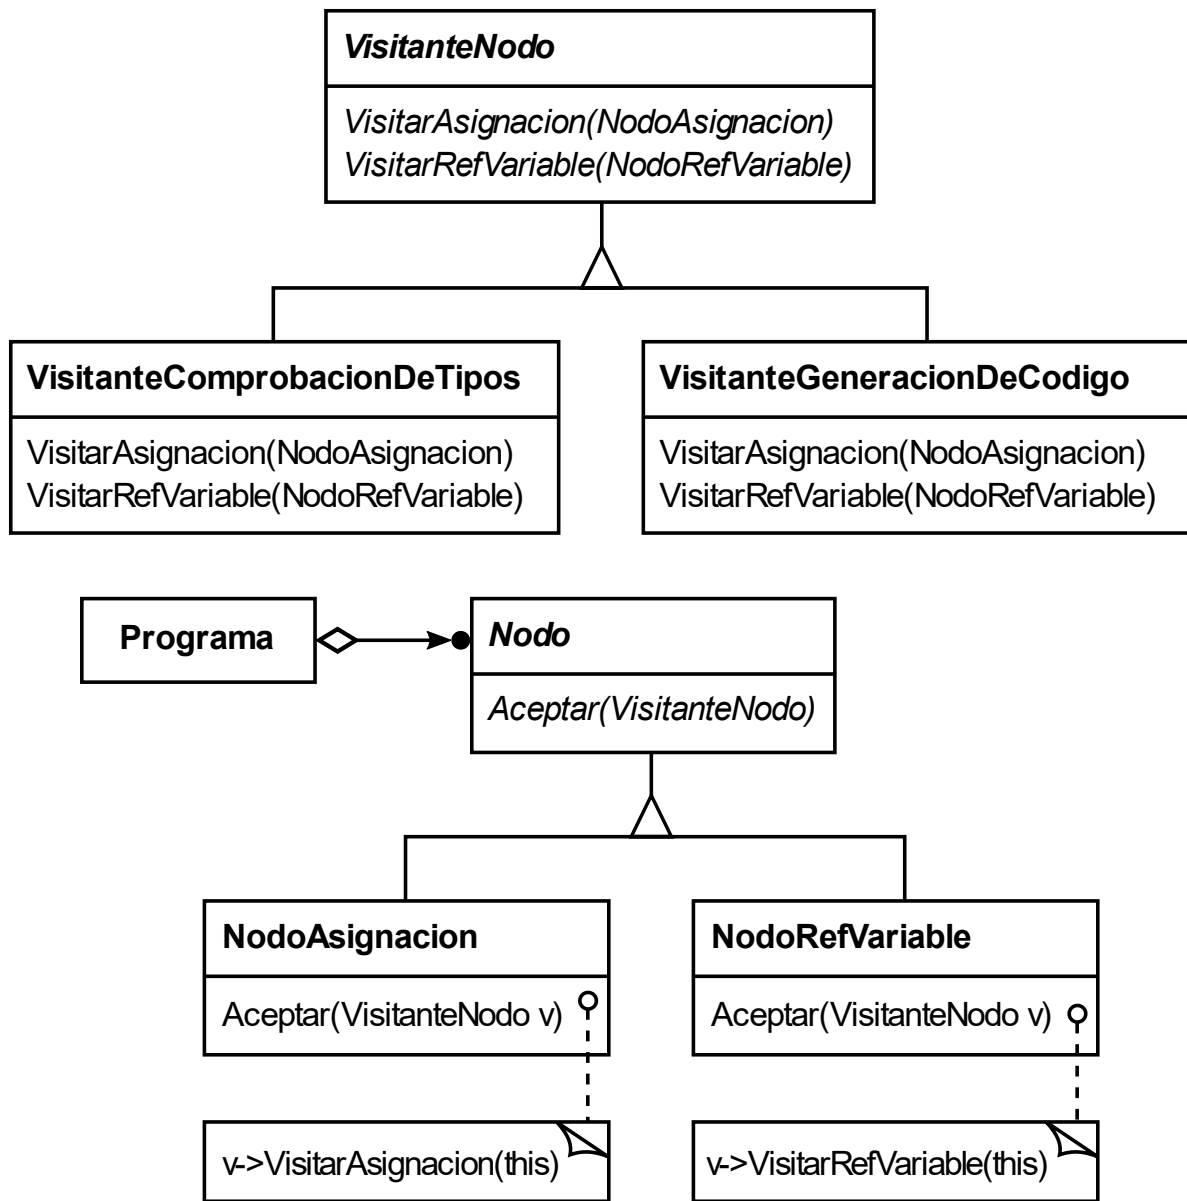 VisitanteNodo
VisitarAsignacion(NodoAsignacion)
VisitarRefVariable(NodoRefVariable)
VisitanteComprobacionDeTipos
VisitarAsignacion(NodoAsignacion)
VisitarRefVariable(NodoRefVariable)
VisitanteGeneracionDeCodigo
VisitarAsignacion(NodoAsignacion)
VisitarRefVariable(NodoRefVariable)
Programa
Nodo
Aceptar(VisitanteNodo)
NodoAsignacion
Aceptar(VisitanteNodo v)
v->VisitarAsignacion(this)
NodoRefVariable
Aceptar(VisitanteNodo v)
v->VisitarRefVariable(this)